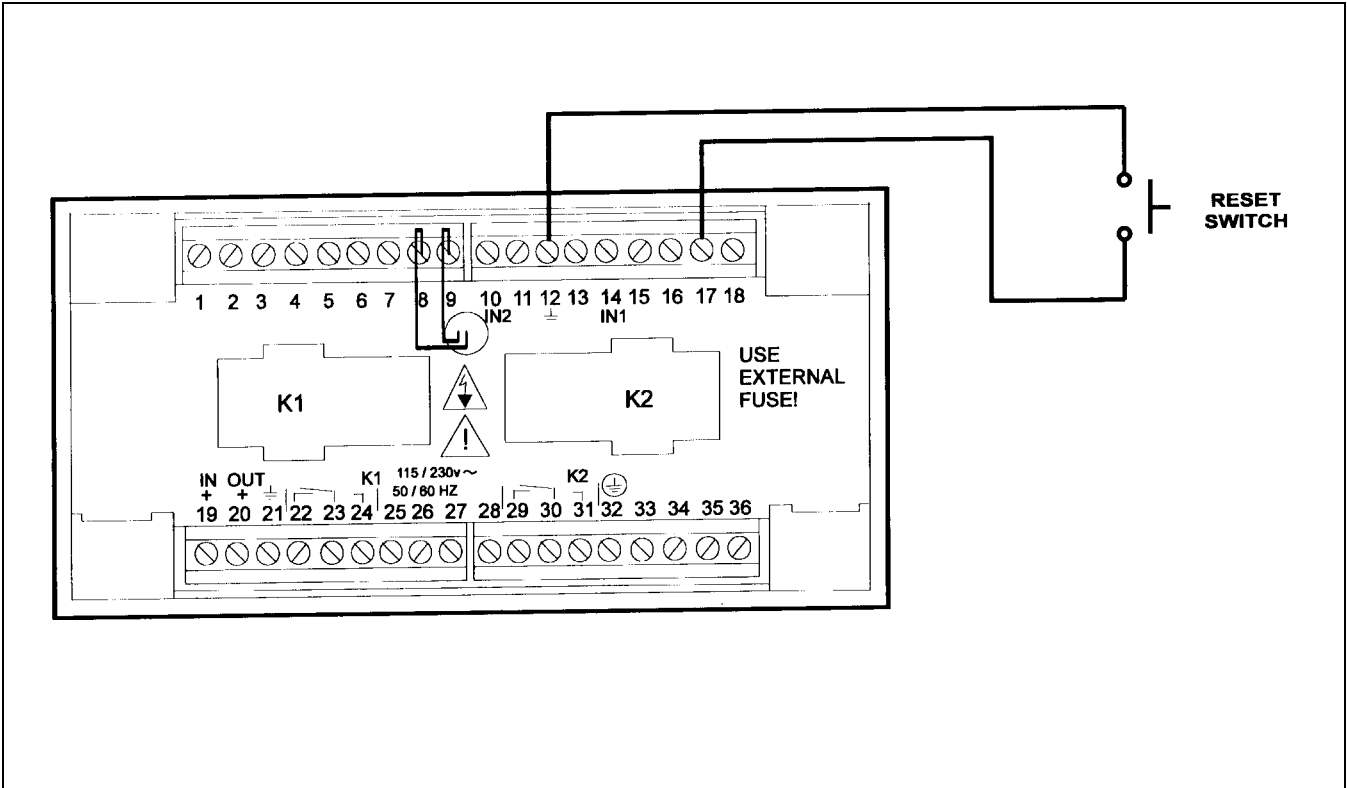 RESET
SWITCH
1 2 3 4 5 6 7 8 9 10 11 12 13 14 15 16 17 18
IN2 IN1
USE
EXTERNAL
FUSE!
K1
K2
!
IN OUT K1 115 / 230v ~ K2
+ + 50 / 60 HZ
19 20 21 22 23 24 25 26 27 28 29 30 31 32 33 34 35 36